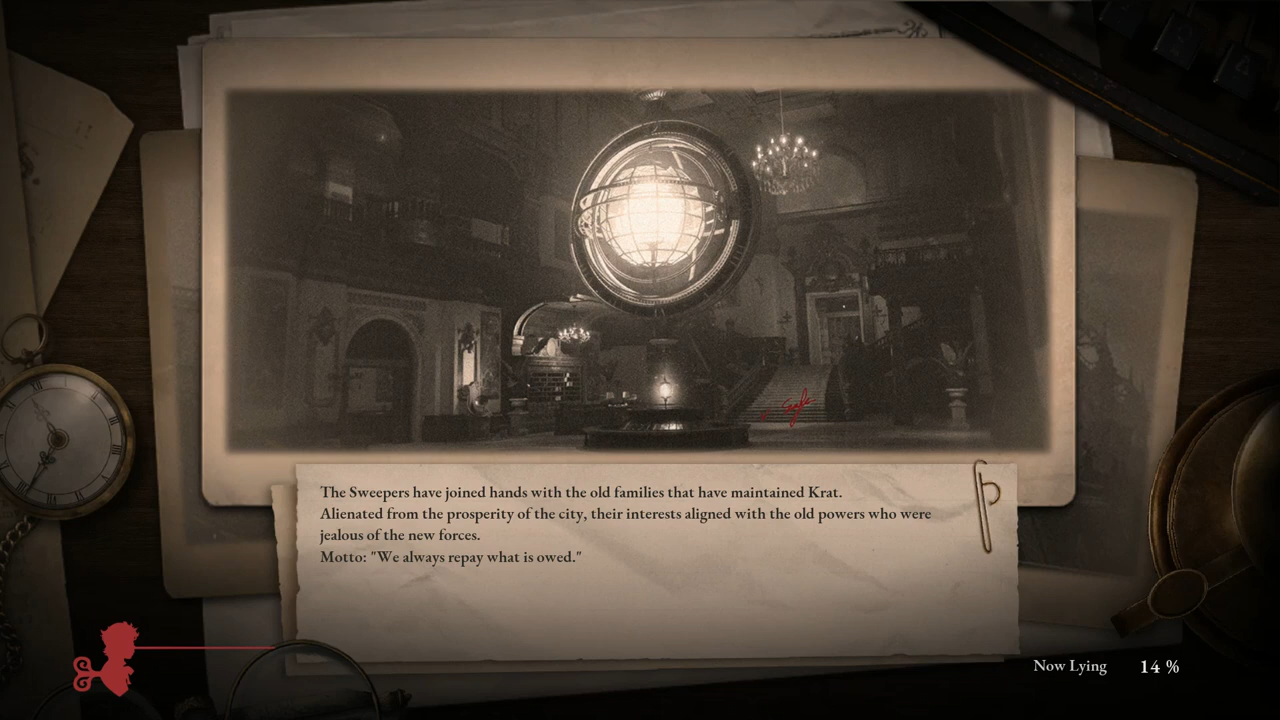 The Sweepers have joined hands with the old families that have maintained Krat.
Alienated from the prosperity of the city, their interests aligned with the old powers who were
jealous of the new forces.
Motto: "We always repay what is owed."
Now Lying 14 %